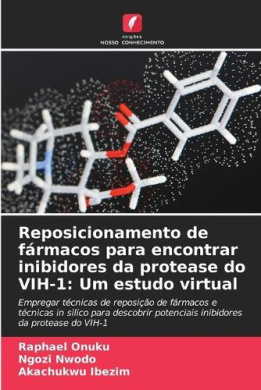 edições
NOSSO CONHECIMENTO
Reposicionamento de
fármacos para encontrar
inibidores da protease do
VIH-1: Um estudo virtual
Empregar técnicas de reposição de fármacos e
técnicas in silico para descobrir potenciais inibidores
da protease do VIH-1
Raphael Onuku
Ngozi Nwodo
Akachukwu Ibezim